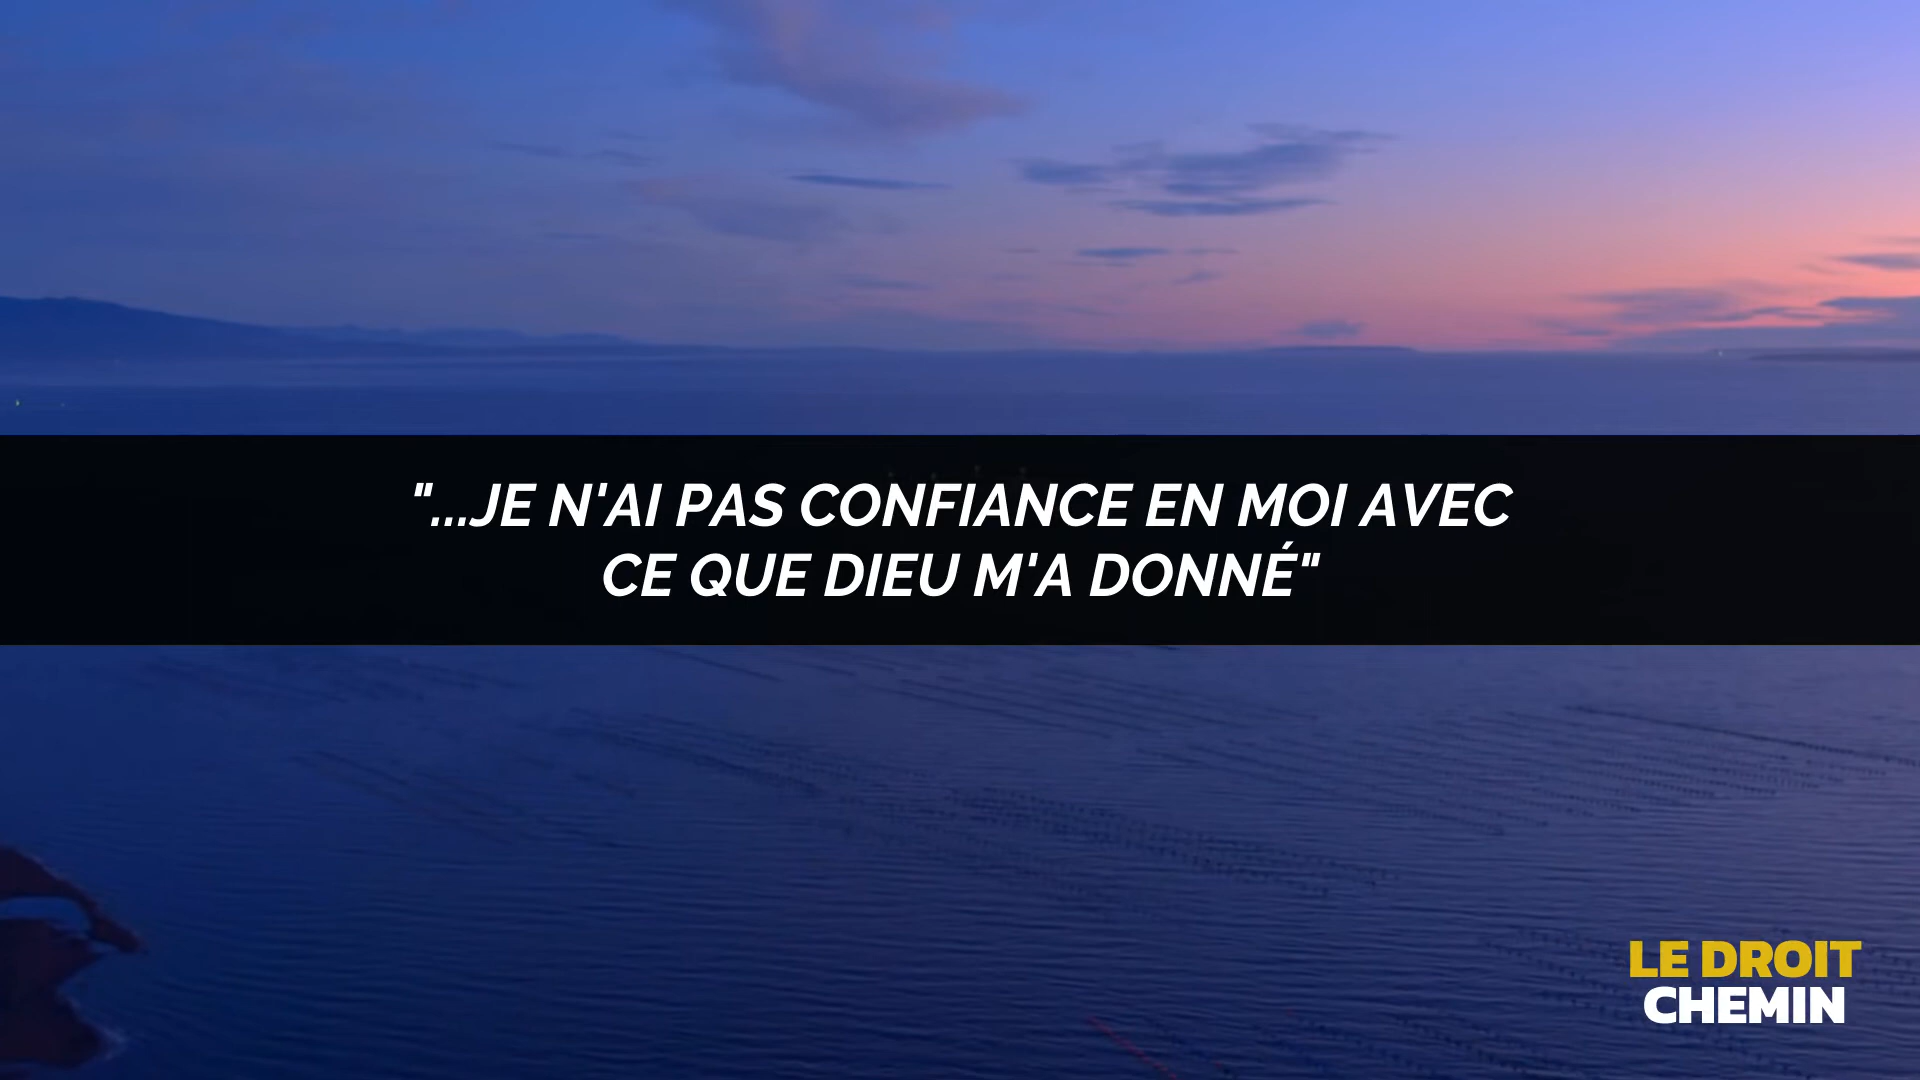 "...JE N'AI PAS CONFIANCE EN MOI AVEC
CE QUE DIEU M'A DONNÉ"
LE DROIT
CHEMIN